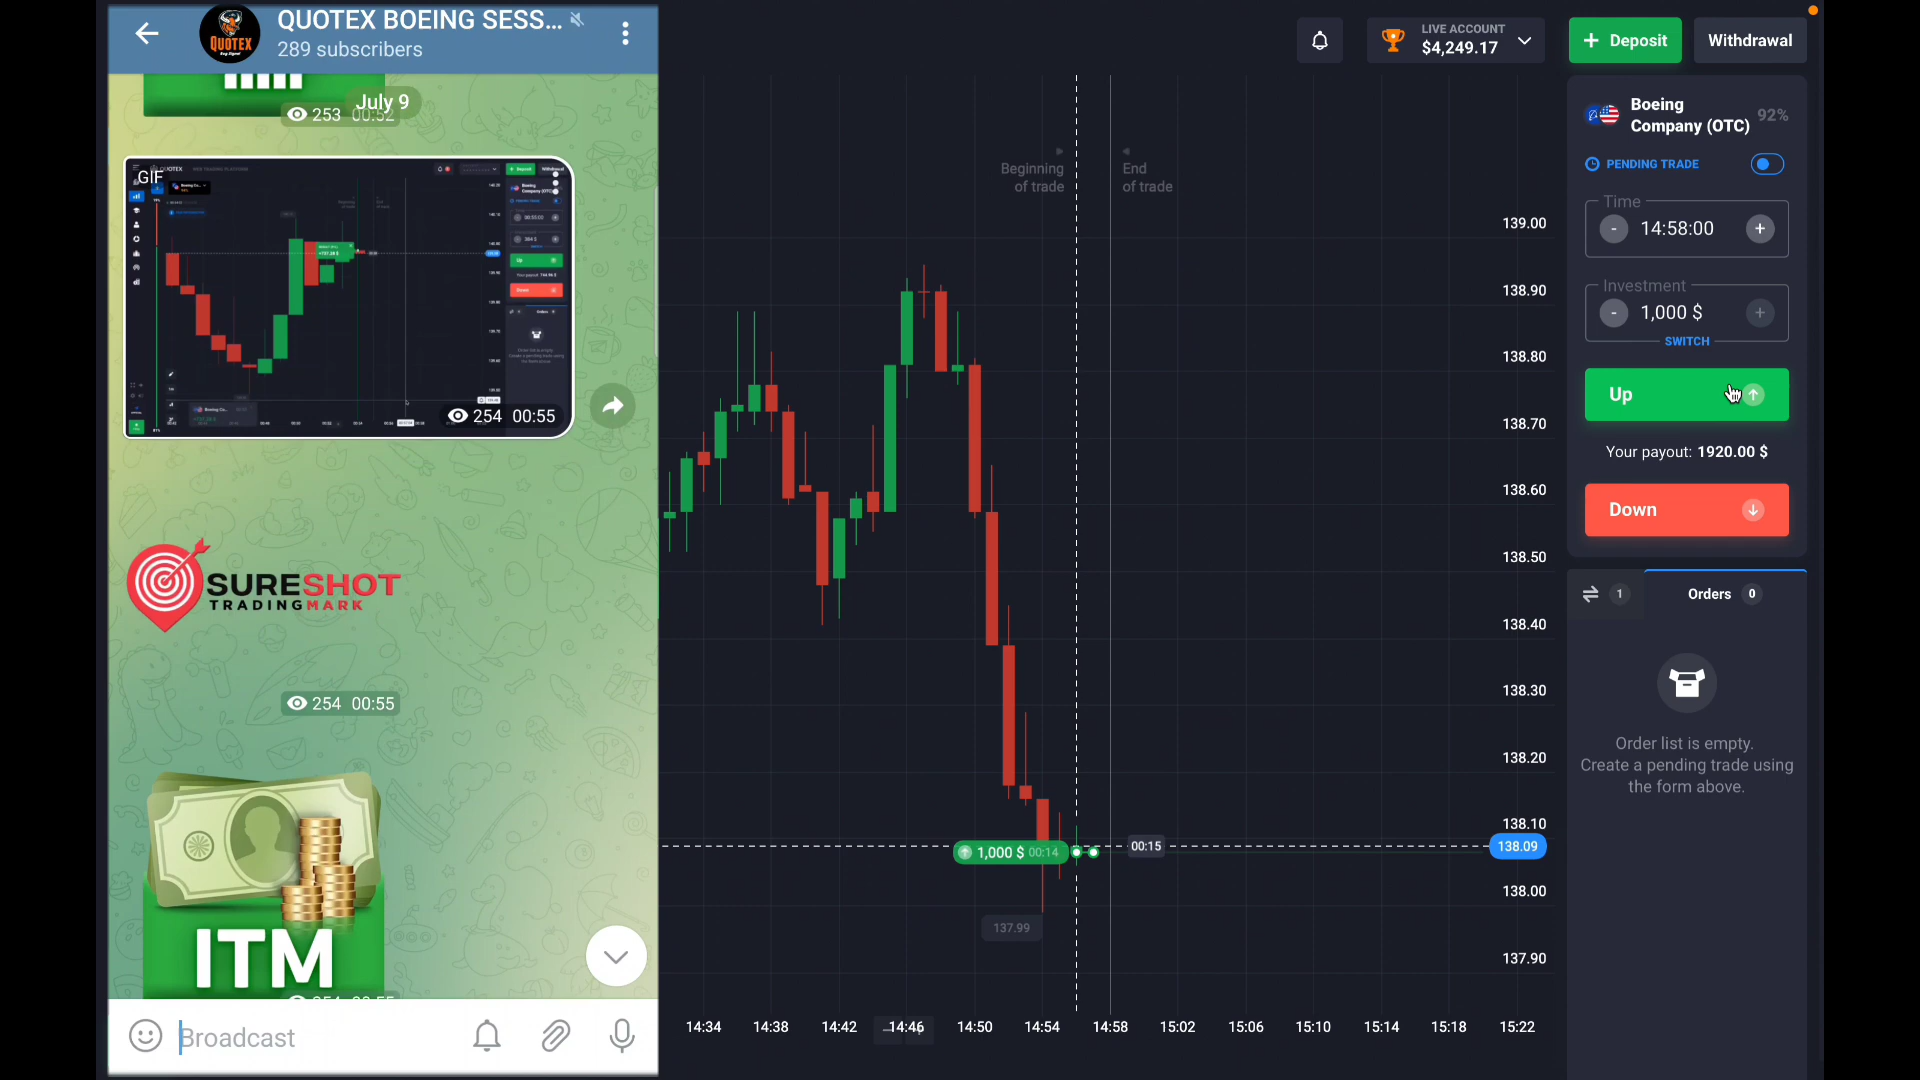 QUOTEX BOEING SESS...
289 subscribers
QUOTEX
253 00:52
July 9
GIF
254 00:55
SURESHOT
TRADINGMARK
254 00:55
ITM
Broadcast
LIVE ACCOUNT
$4,249.17
+ Deposit
Withdrawal
Beginning
of trade
End
of trade
139.00
138.90
138.80
138.70
138.60
138.50
138.40
138.30
138.20
138.10
138.09
138.00
137.90
1,000 $ 00:14
00:15
137.99
14:34 14:38 14:42 14:46 14:50 14:54 14:58 15:02 15:06 15:10 15:14 15:18 15:22
Boeing
Company (OTC) 92%
PENDING TRADE
Time
- 14:58:00 +
Investment
- 1,000 $ +
SWITCH
Up
Your payout: 1920.00 $
Down
1
Orders 0
Order list is empty.
Create a pending trade using
the form above.